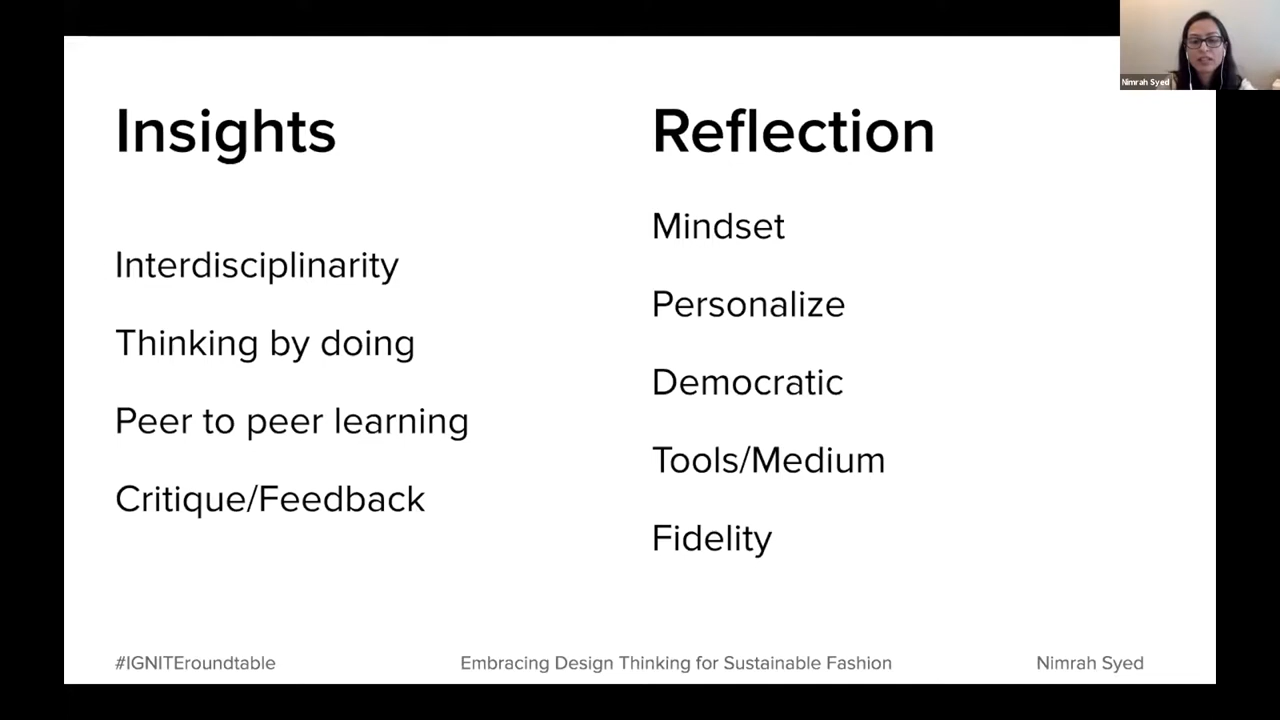 Nimrah Syed
Insights
Interdisciplinarity
Thinking by doing
Peer to peer learning
Critique/Feedback
Reflection
Mindset
Personalize
Democratic
Tools/Medium
Fidelity
#IGNITEroundtable
Embracing Design Thinking for Sustainable Fashion
Nimrah Syed